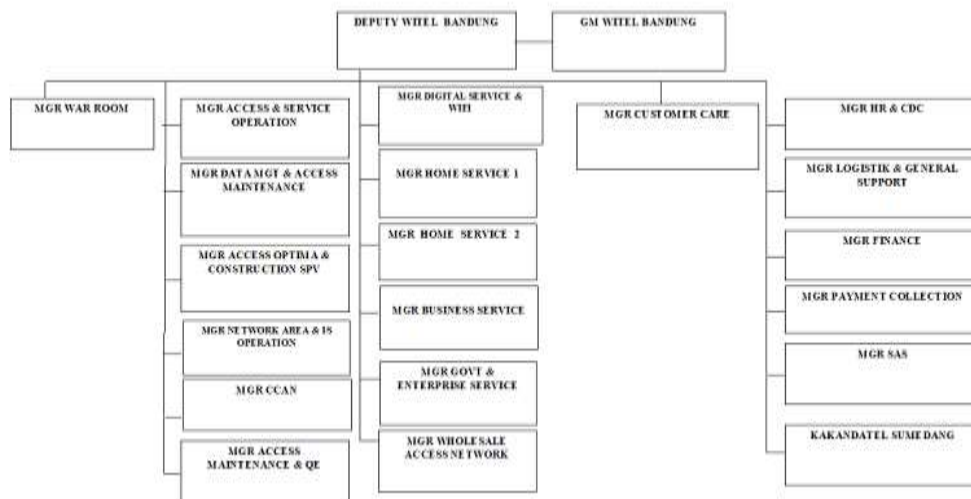 DEPUTY WITEL BANDUNG
GM WITEL BANDUNG
MGR WAR ROOM
MGR ACCESS & SERVICE
OPERATION
MGR DATA MGT & ACCESS
MAINTENANCE
MGR ACCESS OPTIMA &
CONSTRUCTION SPV
MGR NETWORK AREA & IS
OPERATION
MGR CCAN
MGR ACCESS
MAINTENANCE & QE
MGR DIGITAL SERVICE &
WIFI
MGR HOME SERVICE 1
MGR HOME SERVICE 2
MGR BUSINESS SERVICE
MGR GOVT &
ENTERPRISE SERVICE
MGR WHOLESALE
ACCESS NETWORK
MGR CUSTOMER CARE
MGR HR & CDC
MGR LOGISTIK & GENERAL
SUPPORT
MGR FINANCE
MGR PAYMENT COLLECTION
MGR SAS
KAKANDATEL SUMEDANG